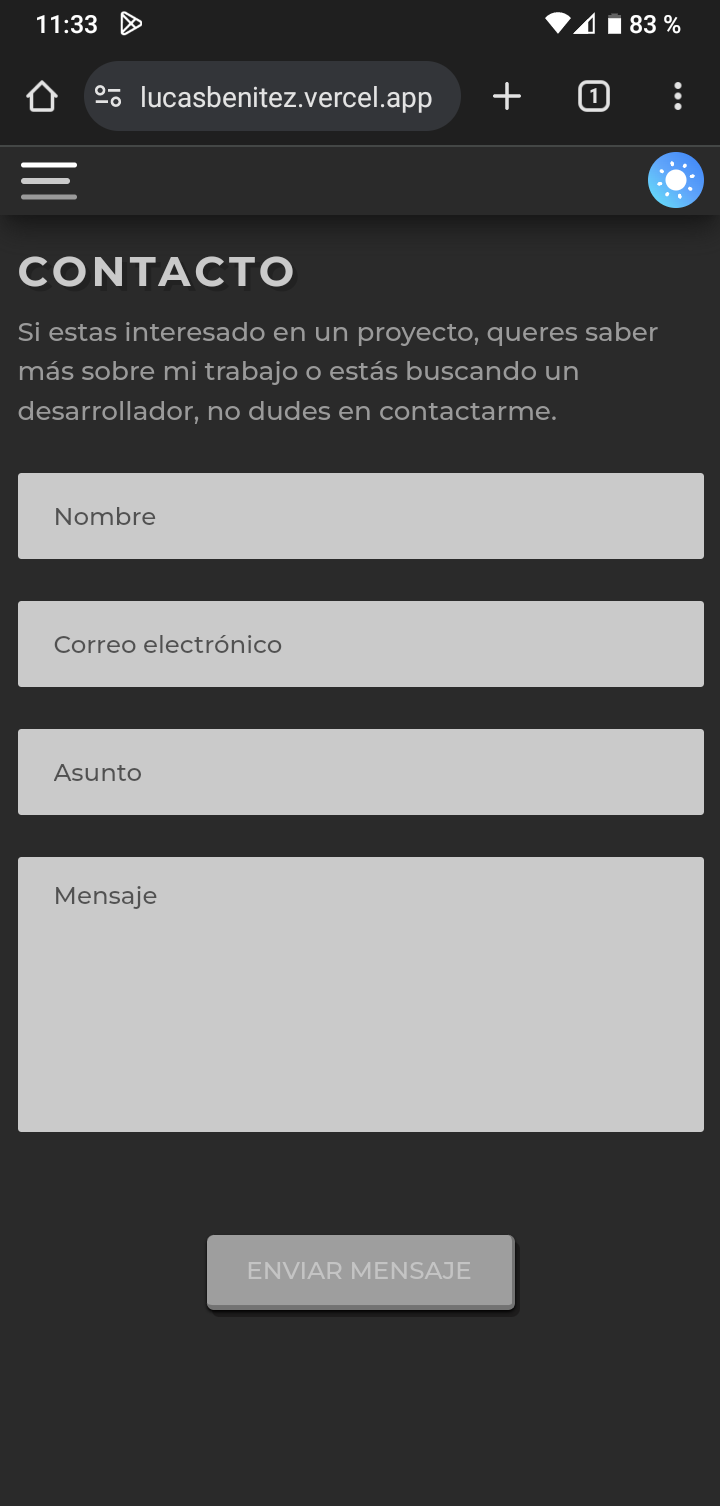 11:33
83 %
lucasbenitez.vercel.app
1
CONTACTO
Si estas interesado en un proyecto, queres saber
más sobre mi trabajo o estás buscando un
desarrollador, no dudes en contactarme.
Nombre
Correo electrónico
Asunto
Mensaje
ENVIAR MENSAJE